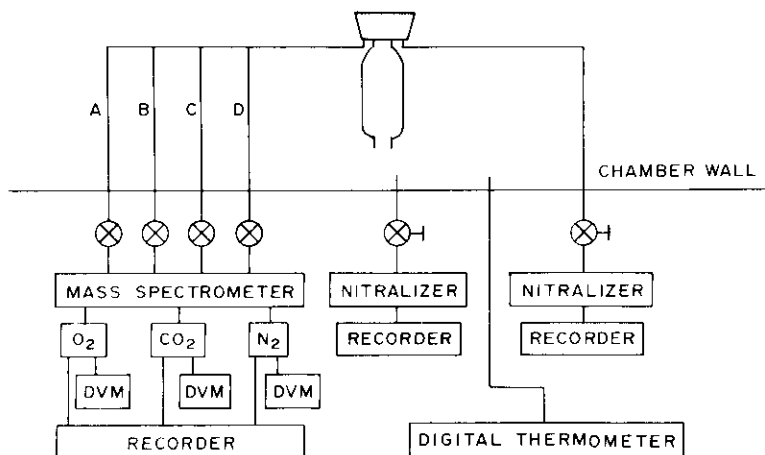 A B C D
CHAMBER WALL
MASS SPECTROMETER
NITRALIZER
NITRALIZER
RECORDER
RECORDER
O₂ CO₂ N₂
DVM DVM DVM
RECORDER
DIGITAL THERMOMETER